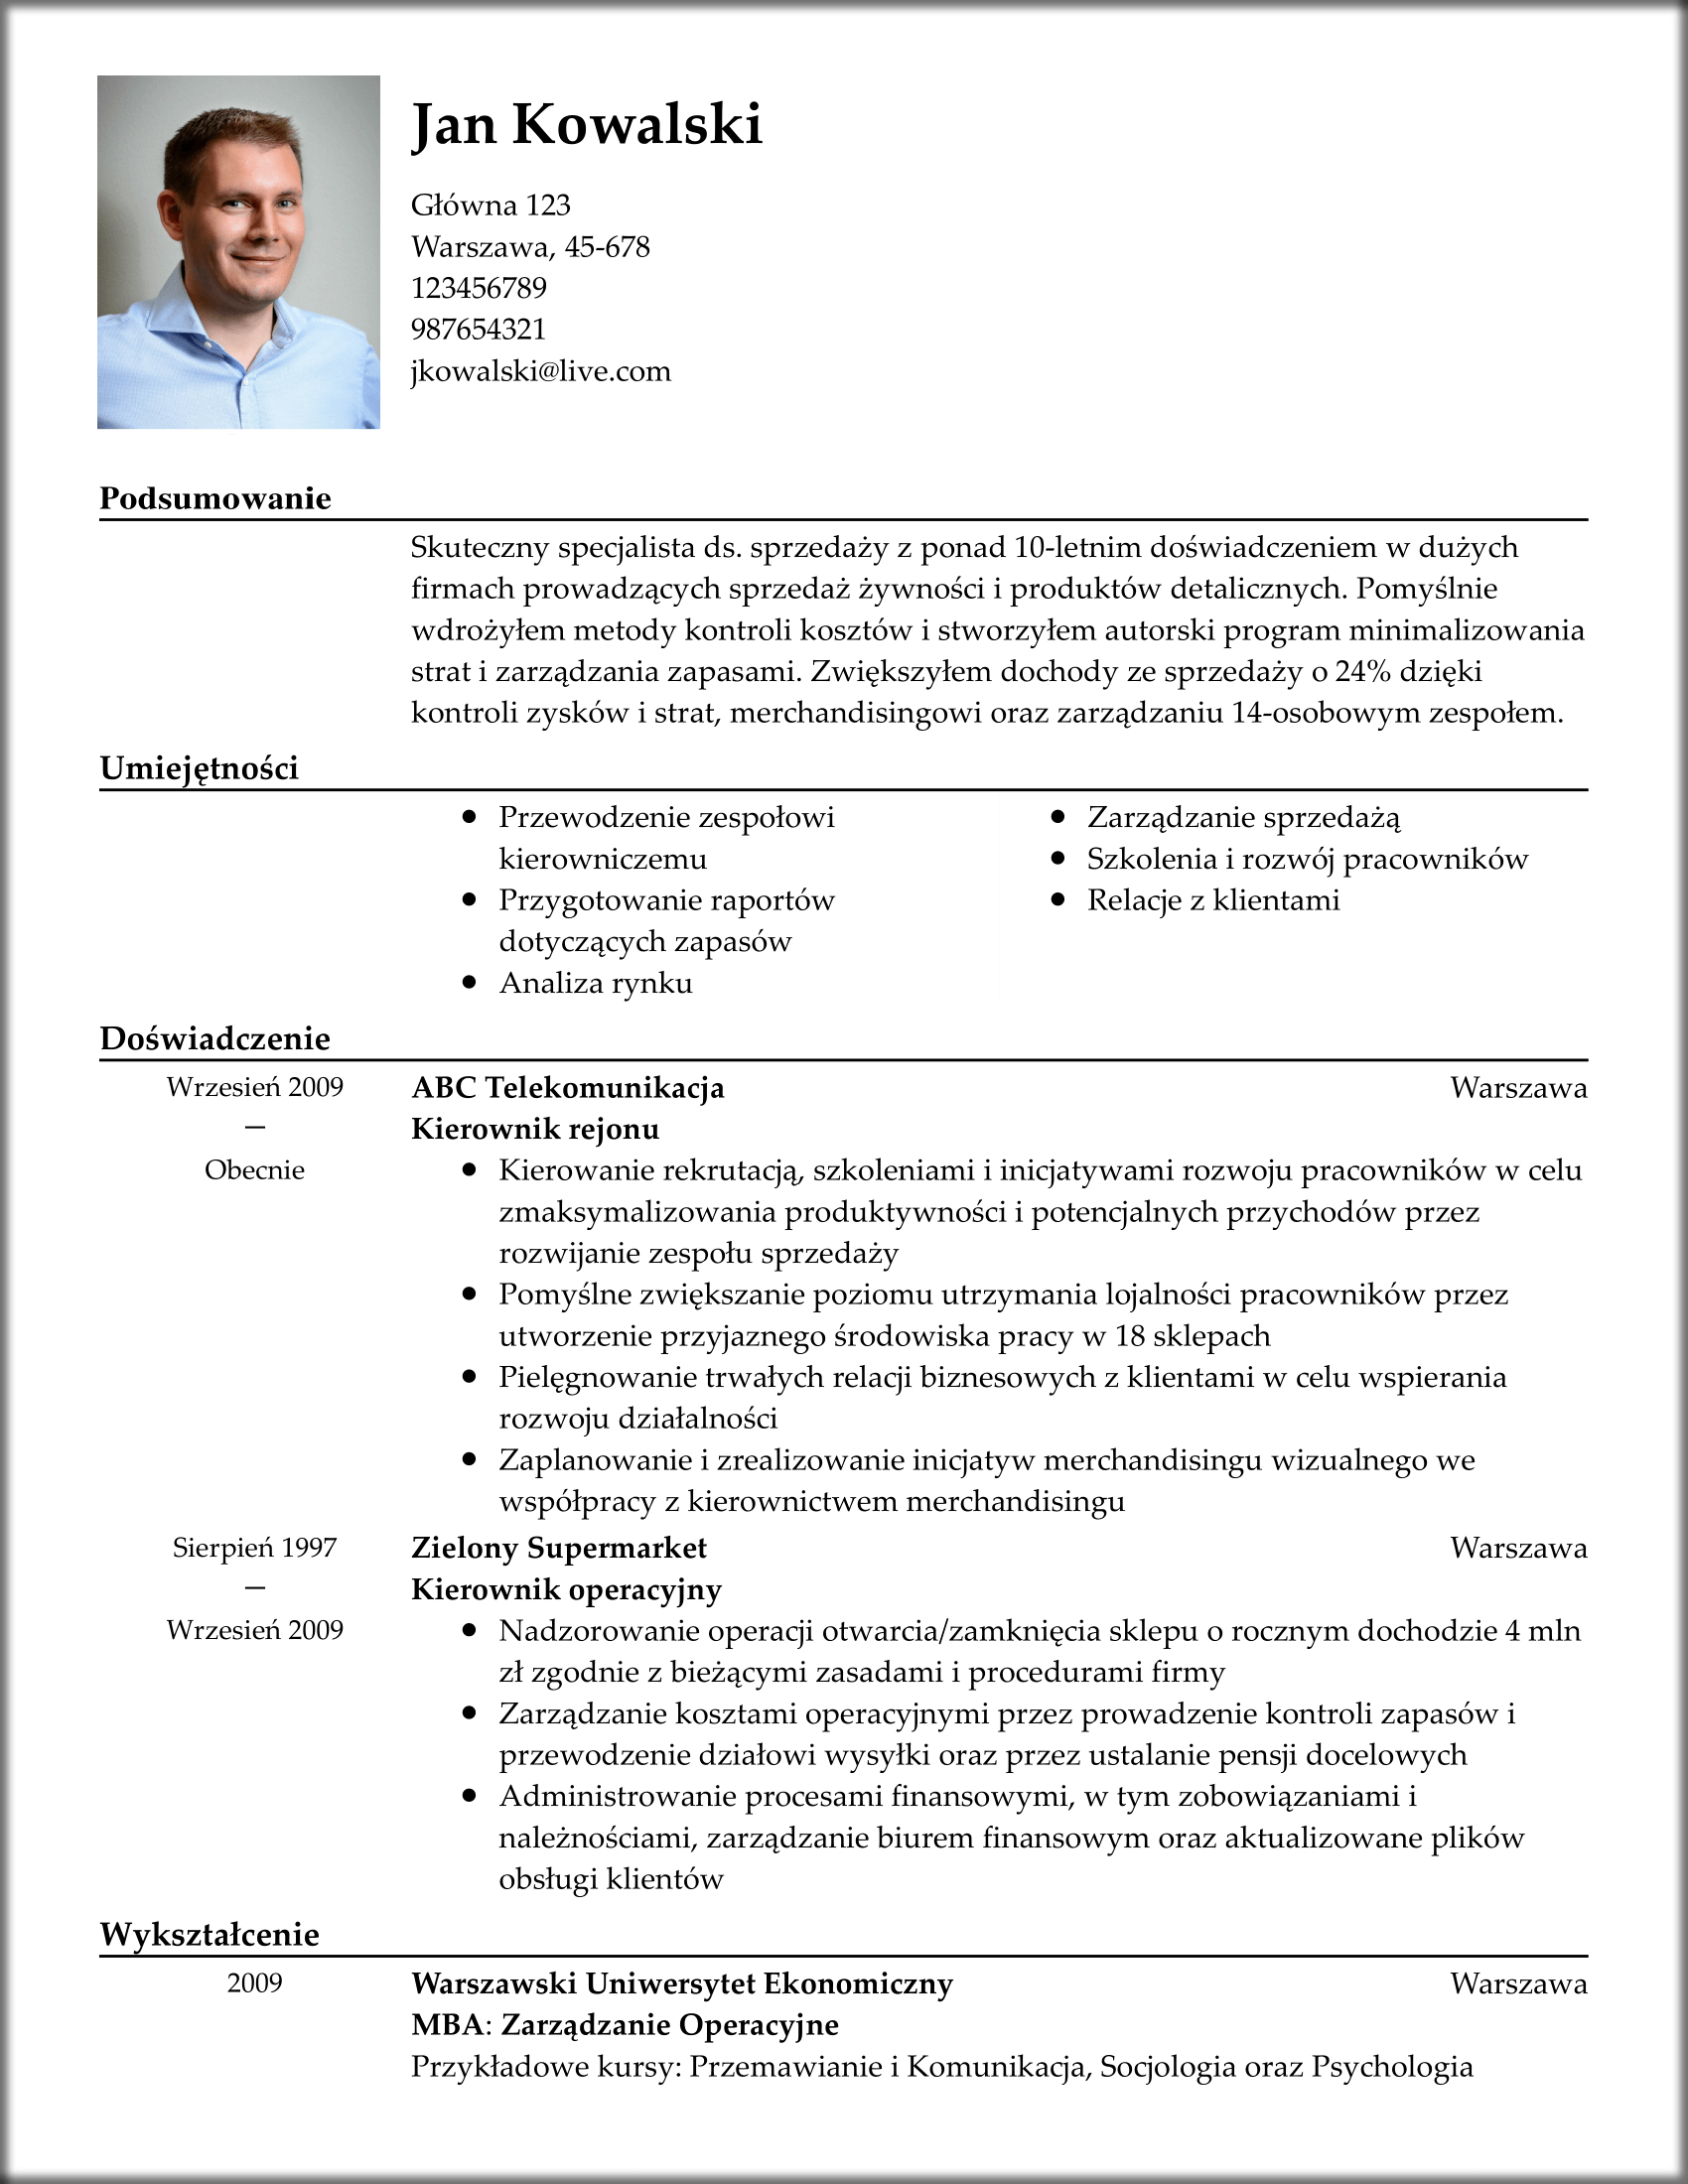 Jan Kowalski
Główna 123
Warszawa, 45-678
123456789
987654321
jkowalski@live.com
Podsumowanie
Skuteczny specjalista ds. sprzedaży z ponad 10-letnim doświadczeniem w dużych
firmach prowadzących sprzedaż żywności i produktów detalicznych. Pomyślnie
wdrożyłem metody kontroli kosztów i stworzyłem autorski program minimalizowania
strat i zarządzania zapasami. Zwiększyłem dochody ze sprzedaży o 24% dzięki
kontroli zysków i strat, merchandisingowi oraz zarządzaniu 14-osobowym zespołem.
Umiejętności
• Przewodzenie zespołowi
kierowniczemu
• Przygotowanie raportów
dotyczących zapasów
• Analiza rynku
• Zarządzanie sprzedażą
• Szkolenia i rozwój pracowników
• Relacje z klientami
Doświadczenie
Wrzesień 2009
–
Obecnie
ABC Telekomunikacja Warszawa
Kierownik rejonu
• Kierowanie rekrutacją, szkoleniami i inicjatywami rozwoju pracowników w celu
zmaksymalizowania produktywności i potencjalnych przychodów przez
rozwijanie zespołu sprzedaży
• Pomyślne zwiększanie poziomu utrzymania lojalności pracowników przez
utworzenie przyjaznego środowiska pracy w 18 sklepach
• Pielęgnowanie trwałych relacji biznesowych z klientami w celu wspierania
rozwoju działalności
• Zaplanowanie i zrealizowanie inicjatyw merchandisingu wizualnego we
współpracy z kierownictwem merchandisingu
Sierpień 1997
–
Wrzesień 2009
Zielony Supermarket Warszawa
Kierownik operacyjny
• Nadzorowanie operacji otwarcia/zamknięcia sklepu o rocznym dochodzie 4 mln
zł zgodnie z bieżącymi zasadami i procedurami firmy
• Zarządzanie kosztami operacyjnymi przez prowadzenie kontroli zapasów i
przewodzenie działowi wysyłki oraz przez ustalanie pensji docelowych
• Administrowanie procesami finansowymi, w tym zobowiązaniami i
należnościami, zarządzanie biurem finansowym oraz aktualizowane plików
obsługi klientów
Wykształcenie
2009
Warszawski Uniwersytet Ekonomiczny Warszawa
MBA: Zarządzanie Operacyjne
Przykładowe kursy: Przemawianie i Komunikacja, Socjologia oraz Psychologia